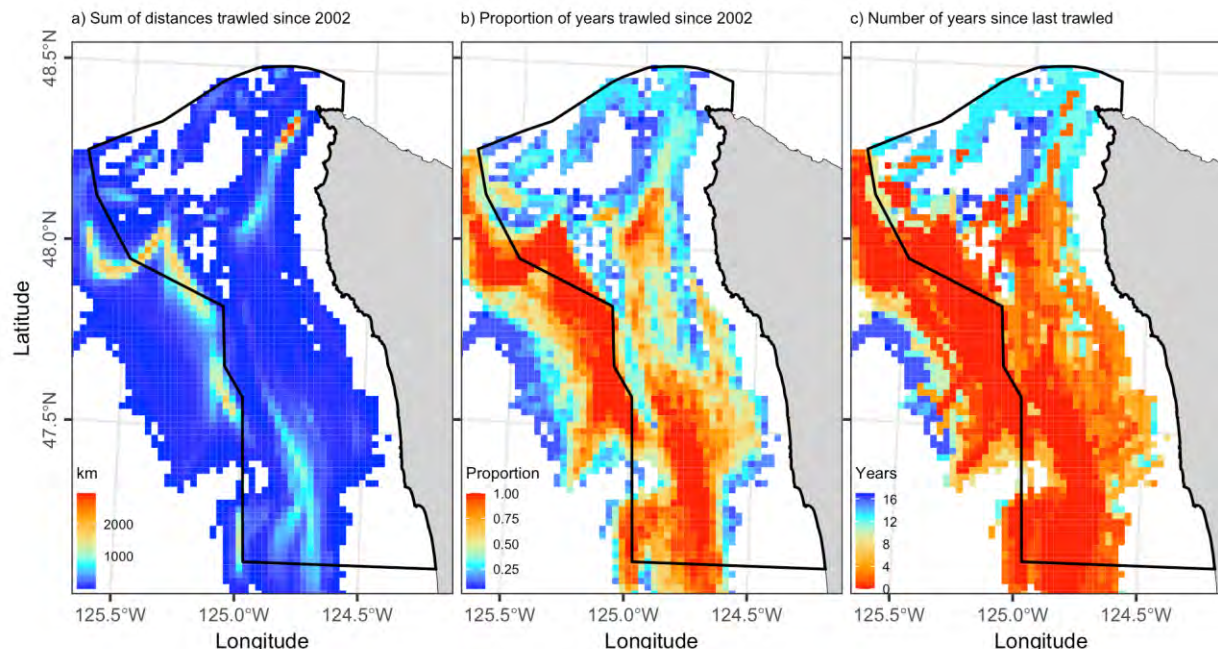 a) Sum of distances trawled since 2002
b) Proportion of years trawled since 2002
c) Number of years since last trawled
48.5°N
48.0°N
47.5°N
Latitude
km
2000
1000
Proportion
1.00
0.75
0.50
0.25
Years
16
12
8
4
0
125.5°W
125.0°W
124.5°W
125.5°W
125.0°W
124.5°W
125.5°W
125.0°W
124.5°W
Longitude
Longitude
Longitude